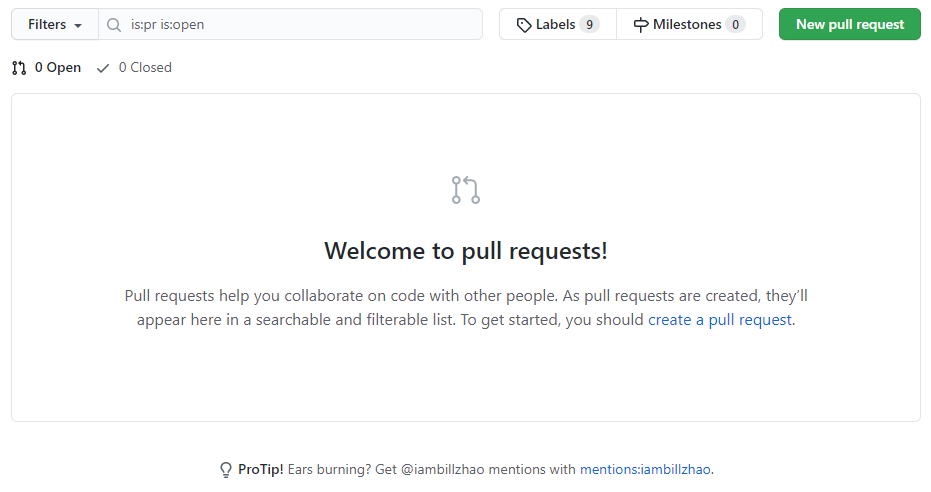 Filters is:pr is:open Labels 9 Milestones 0 New pull request
0 Open 0 Closed
Welcome to pull requests!
Pull requests help you collaborate on code with other people. As pull requests are created, they’ll
appear here in a searchable and filterable list. To get started, you should create a pull request.
ProTip! Ears burning? Get @iambillzhao mentions with mentions:iambillzhao.